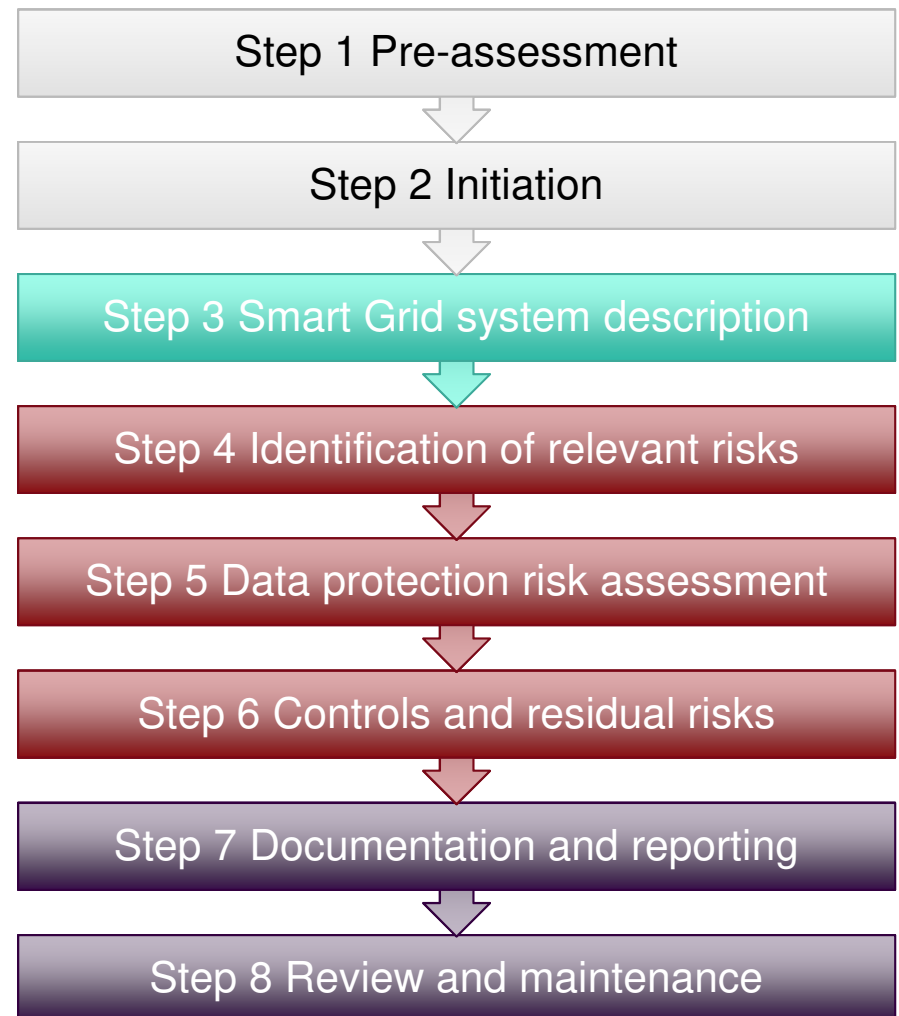 Step 1 Pre-assessment
Step 2 Initiation
Step 3 Smart Grid system description
Step 4 Identification of relevant risks
Step 5 Data protection risk assessment
Step 6 Controls and residual risks
Step 7 Documentation and reporting
Step 8 Review and maintenance